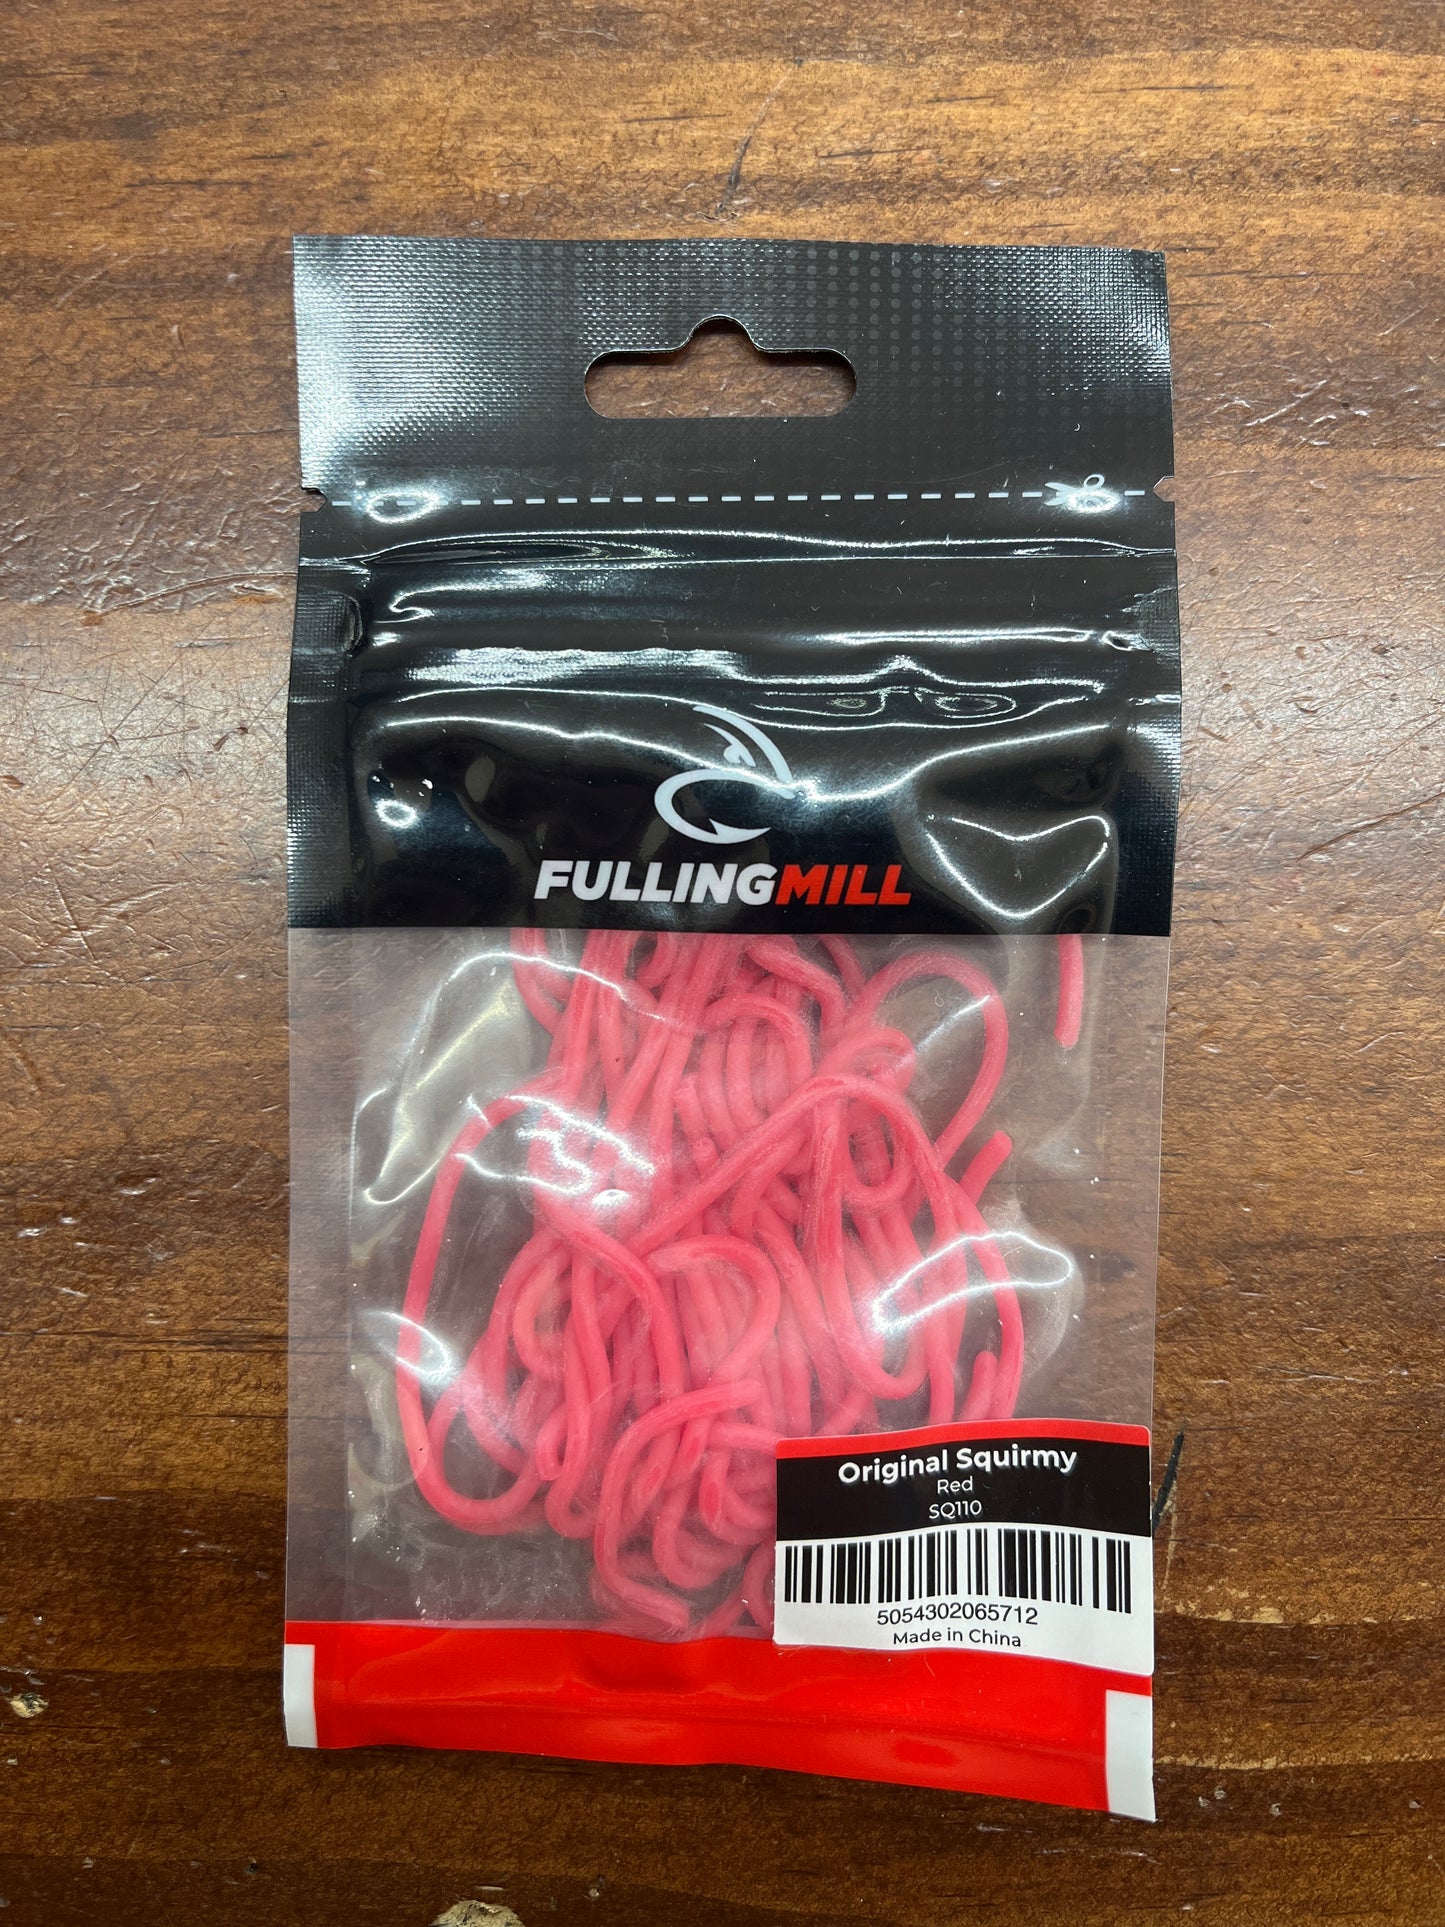 FULLINGMILL
Original Squirmy
Red
SQ110
5054302065712
Made in China